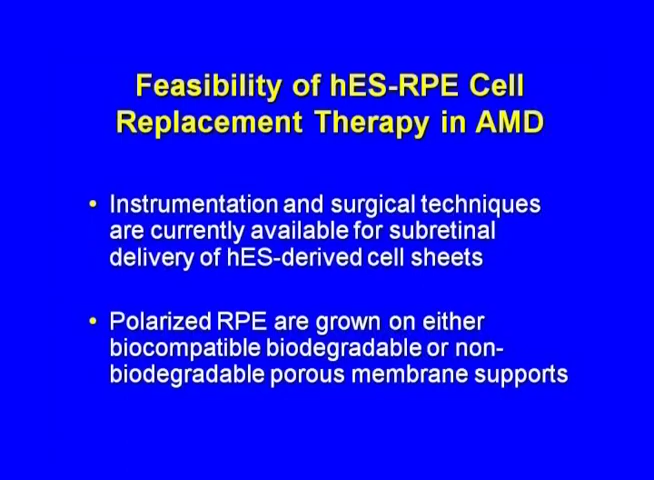 Feasibility of hES-RPE Cell
Replacement Therapy in AMD
• Instrumentation and surgical techniques
are currently available for subretinal
delivery of hES-derived cell sheets
• Polarized RPE are grown on either
biocompatible biodegradable or non-
biodegradable porous membrane supports